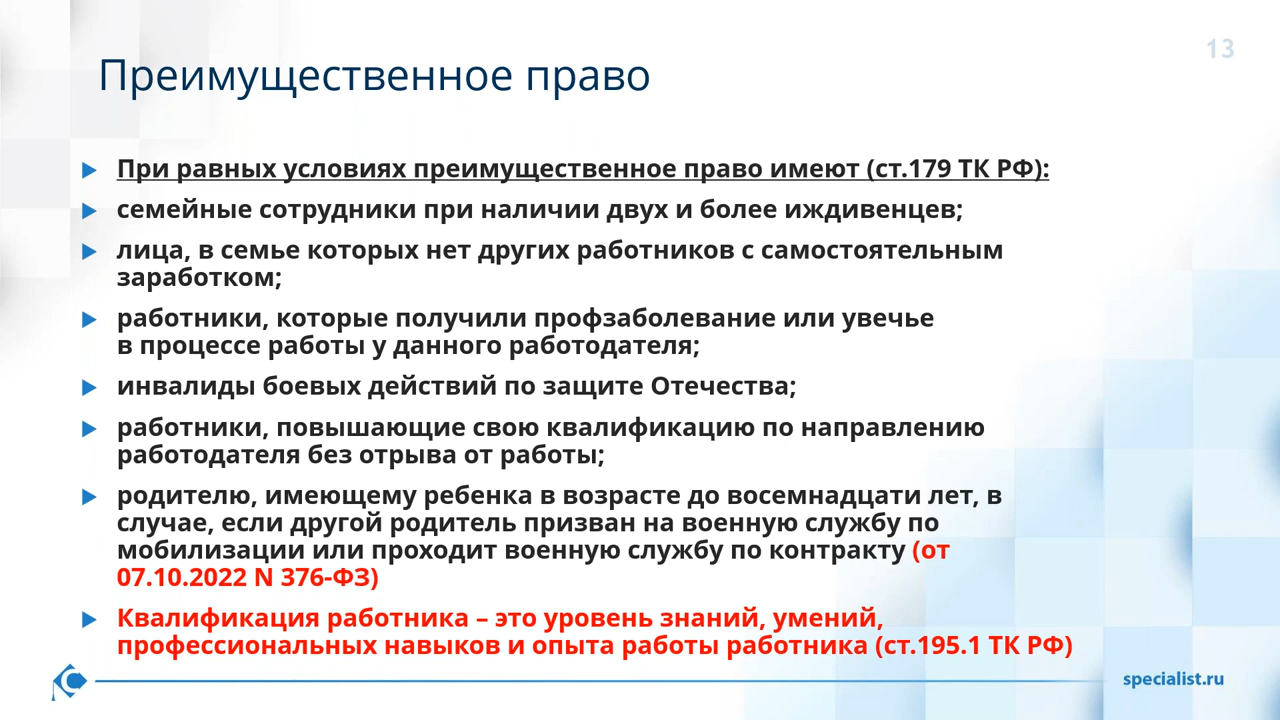 13
Преимущественное право
При равных условиях преимущественное право имеют (ст.179 ТК РФ):
семейные сотрудники при наличии двух и более иждивенцев;
лица, в семье которых нет других работников с самостоятельным
заработком;
работники, которые получили профзаболевание или увечье
в процессе работы у данного работодателя;
инвалиды боевых действий по защите Отечества;
работники, повышающие свою квалификацию по направлению
работодателя без отрыва от работы;
родителю, имеющему ребенка в возрасте до восемнадцати лет, в
случае, если другой родитель призван на военную службу по
мобилизации или проходит военную службу по контракту (от
07.10.2022 N 376-ФЗ)
Квалификация работника – это уровень знаний, умений,
профессиональных навыков и опыта работы работника (ст.195.1 ТК РФ)
specialist.ru